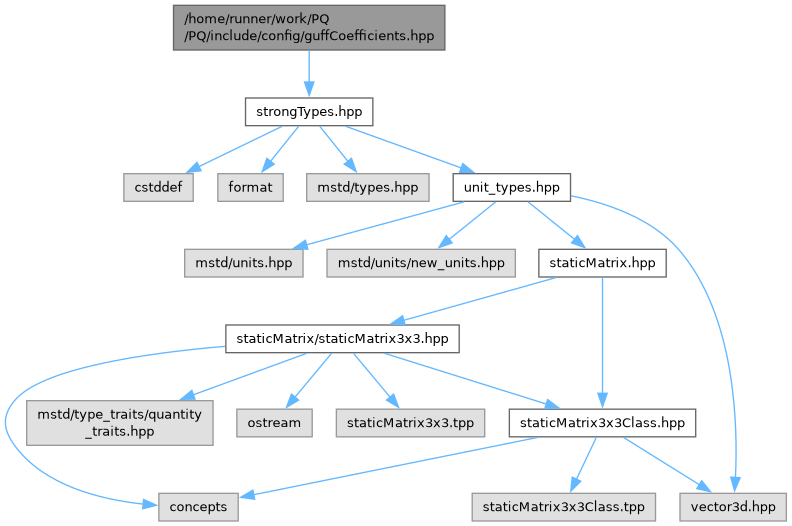 /home/runner/work/PQ
/PQ/include/config/guffCoefficients.hpp
strongTypes.hpp
cstddef
format
mstd/types.hpp
unit_types.hpp
mstd/units.hpp
mstd/units/new_units.hpp
staticMatrix.hpp
staticMatrix/staticMatrix3x3.hpp
mstd/type_traits/quantity
_traits.hpp
ostream
staticMatrix3x3.tpp
staticMatrix3x3Class.hpp
concepts
staticMatrix3x3Class.tpp
vector3d.hpp